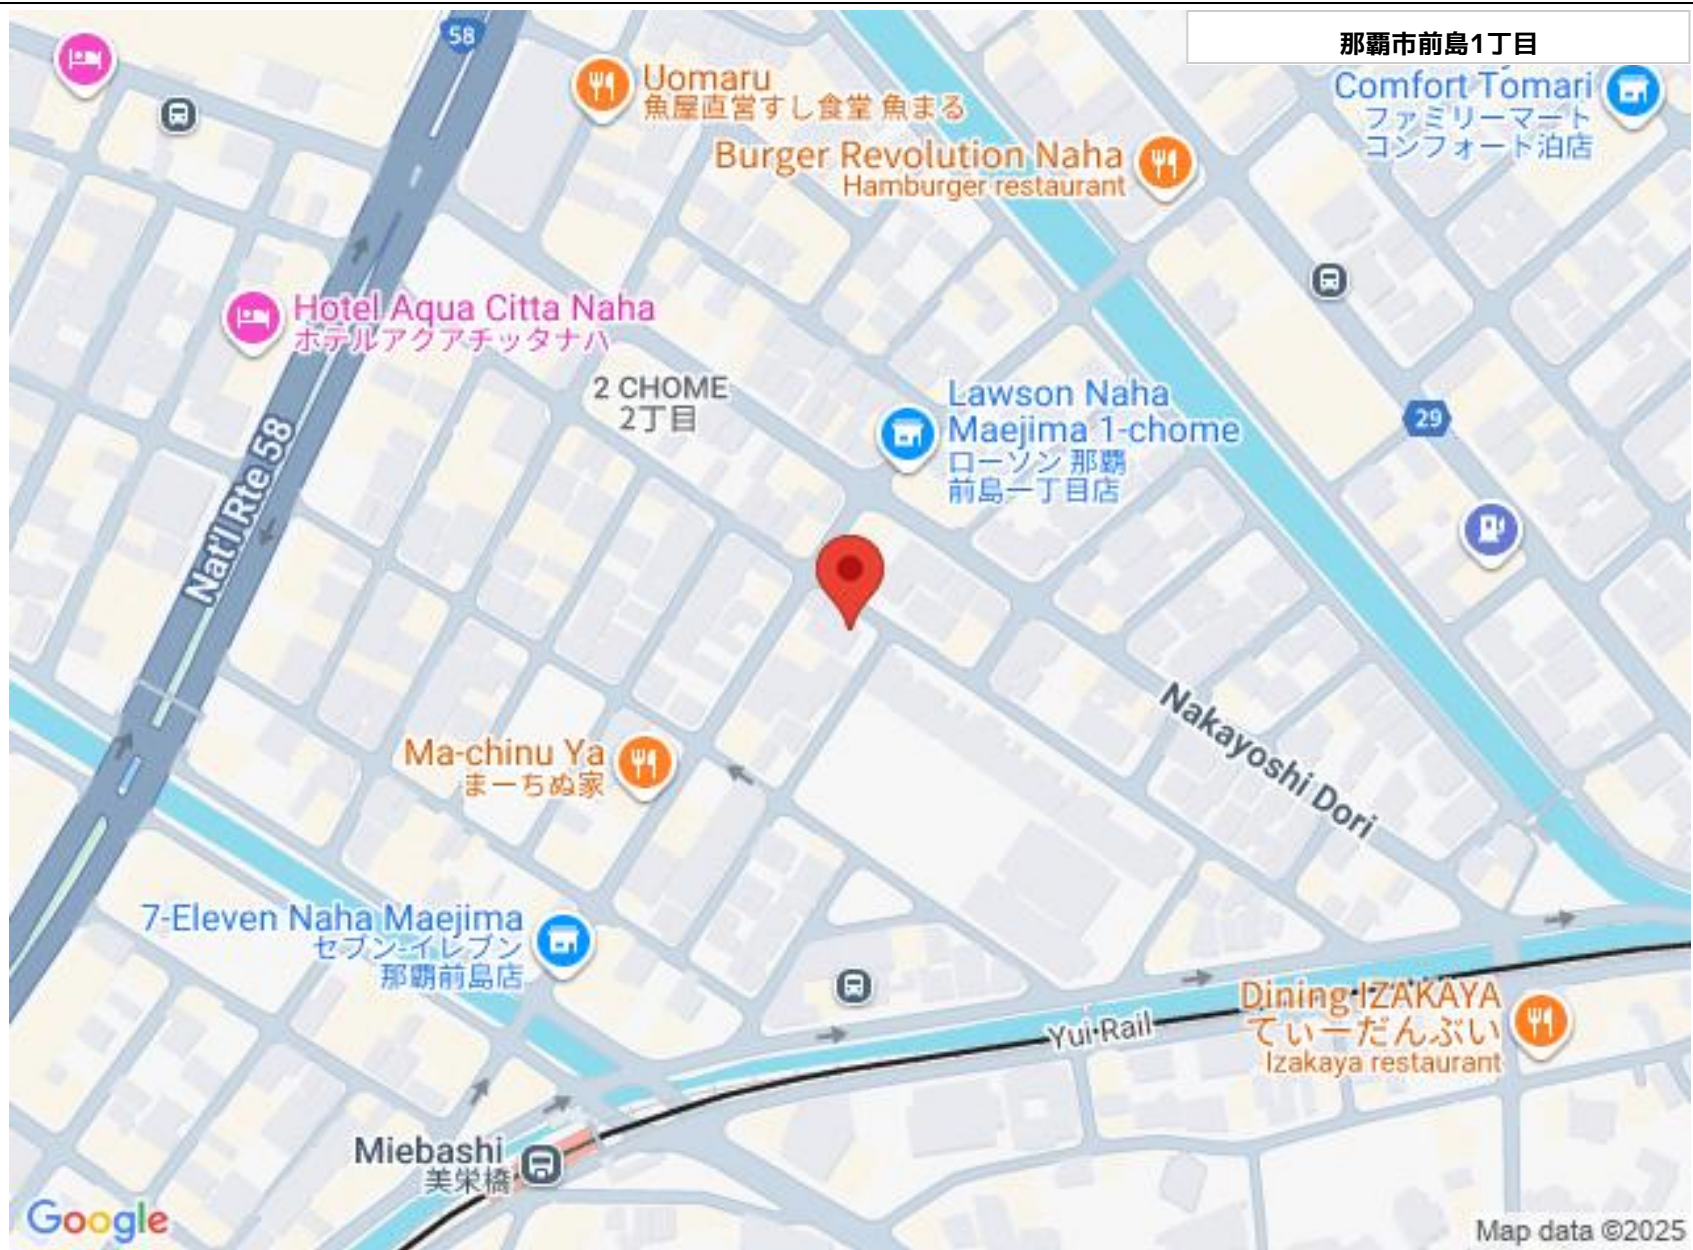 58
那覇市前島1丁目
Uomaru
魚屋直営すし食堂 魚まる
Comfort Tomari
ファミリーマート
コンフォート泊店
Burger Revolution Naha
Hamburger restaurant
Hotel Aqua Citta Naha
ホテルアクアチッタナハ
2 CHOME
2丁目
Lawson Naha
Maejima 1-chome
ローソン 那覇
前島一丁目店
29
Nat'l Rte 58
Nakayoshi Dori
Ma-chinu Ya
まーちぬ家
7-Eleven Naha Maejima
セブン-イレブン
那覇前島店
Dining IZAKAYA
てぃーだんぶい
Izakaya restaurant
Yui Rail
Miebashi
美栄橋
Google
Map data ©2025